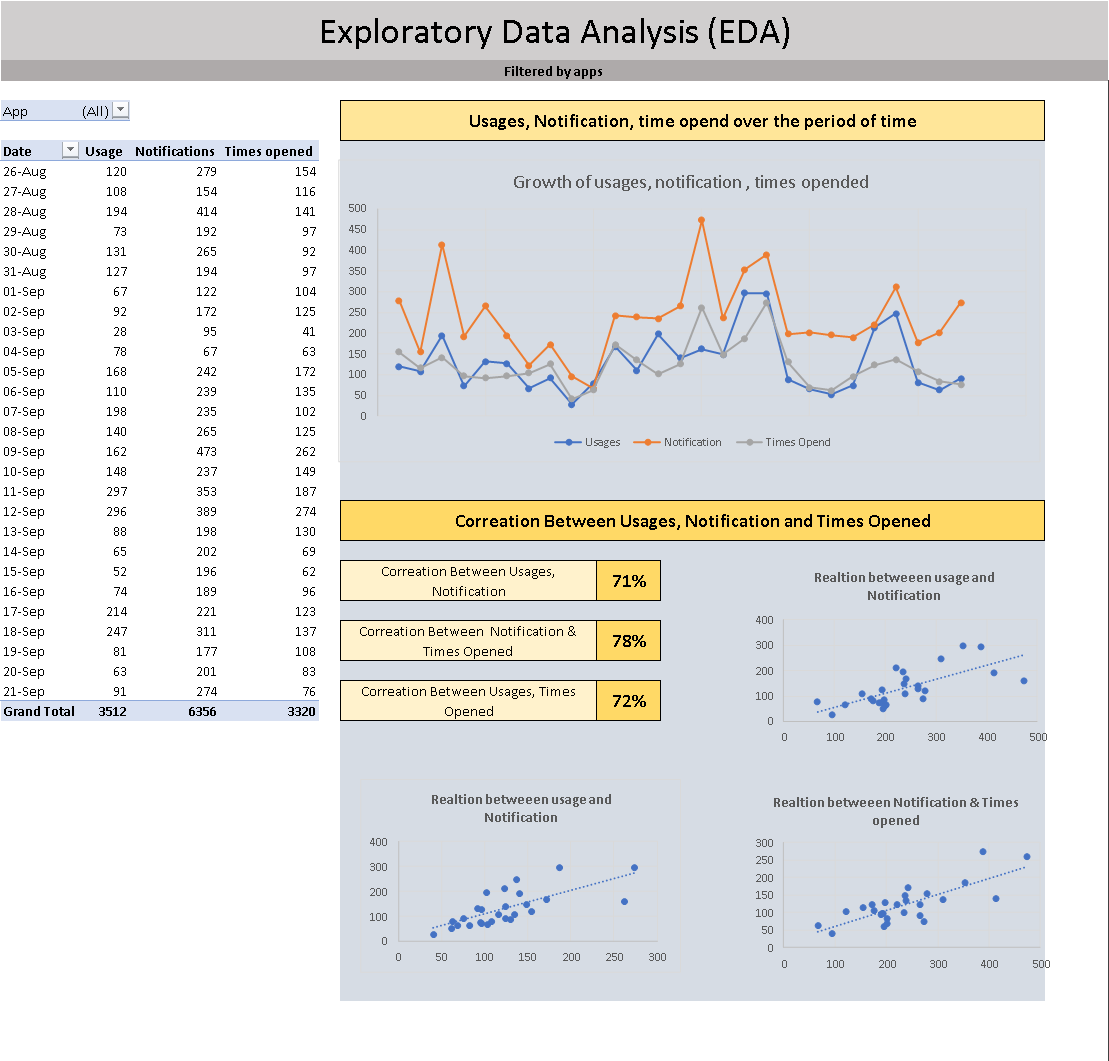 Exploratory Data Analysis (EDA)
Filtered by apps
App (All)
Date Usage Notifications Times opened
26-Aug 120 279 154
27-Aug 108 154 116
28-Aug 194 414 141
29-Aug 73 192 97
30-Aug 131 265 92
31-Aug 127 194 97
01-Sep 67 122 104
02-Sep 92 172 125
03-Sep 28 95 41
04-Sep 78 67 63
05-Sep 168 242 172
06-Sep 110 239 135
07-Sep 198 235 102
08-Sep 140 265 125
09-Sep 162 473 262
10-Sep 148 237 149
11-Sep 297 353 187
12-Sep 296 389 274
13-Sep 88 198 130
14-Sep 65 202 69
15-Sep 52 196 62
16-Sep 74 189 96
17-Sep 214 221 123
18-Sep 247 311 137
19-Sep 81 177 108
20-Sep 63 201 83
21-Sep 91 274 76
Grand Total 3512 6356 3320
Usages, Notification, time opend over the period of time
Growth of usages, notification , times opended
500
450
400
350
300
250
200
150
100
50
0
Usages Notification Times Opend
Correation Between Usages, Notification and Times Opened
Correation Between Usages,
Notification
71%
Correation Between Notification &
Times Opened
78%
Correation Between Usages, Times
Opened
72%
Realtion betweeen usage and
Notification
400
300
200
100
0
0 100 200 300 400 500
Realtion betweeen usage and
Notification
400
300
200
100
0
0 50 100 150 200 250 300
Realtion betweeen Notification & Times
opened
300
250
200
150
100
50
0
0 100 200 300 400 500